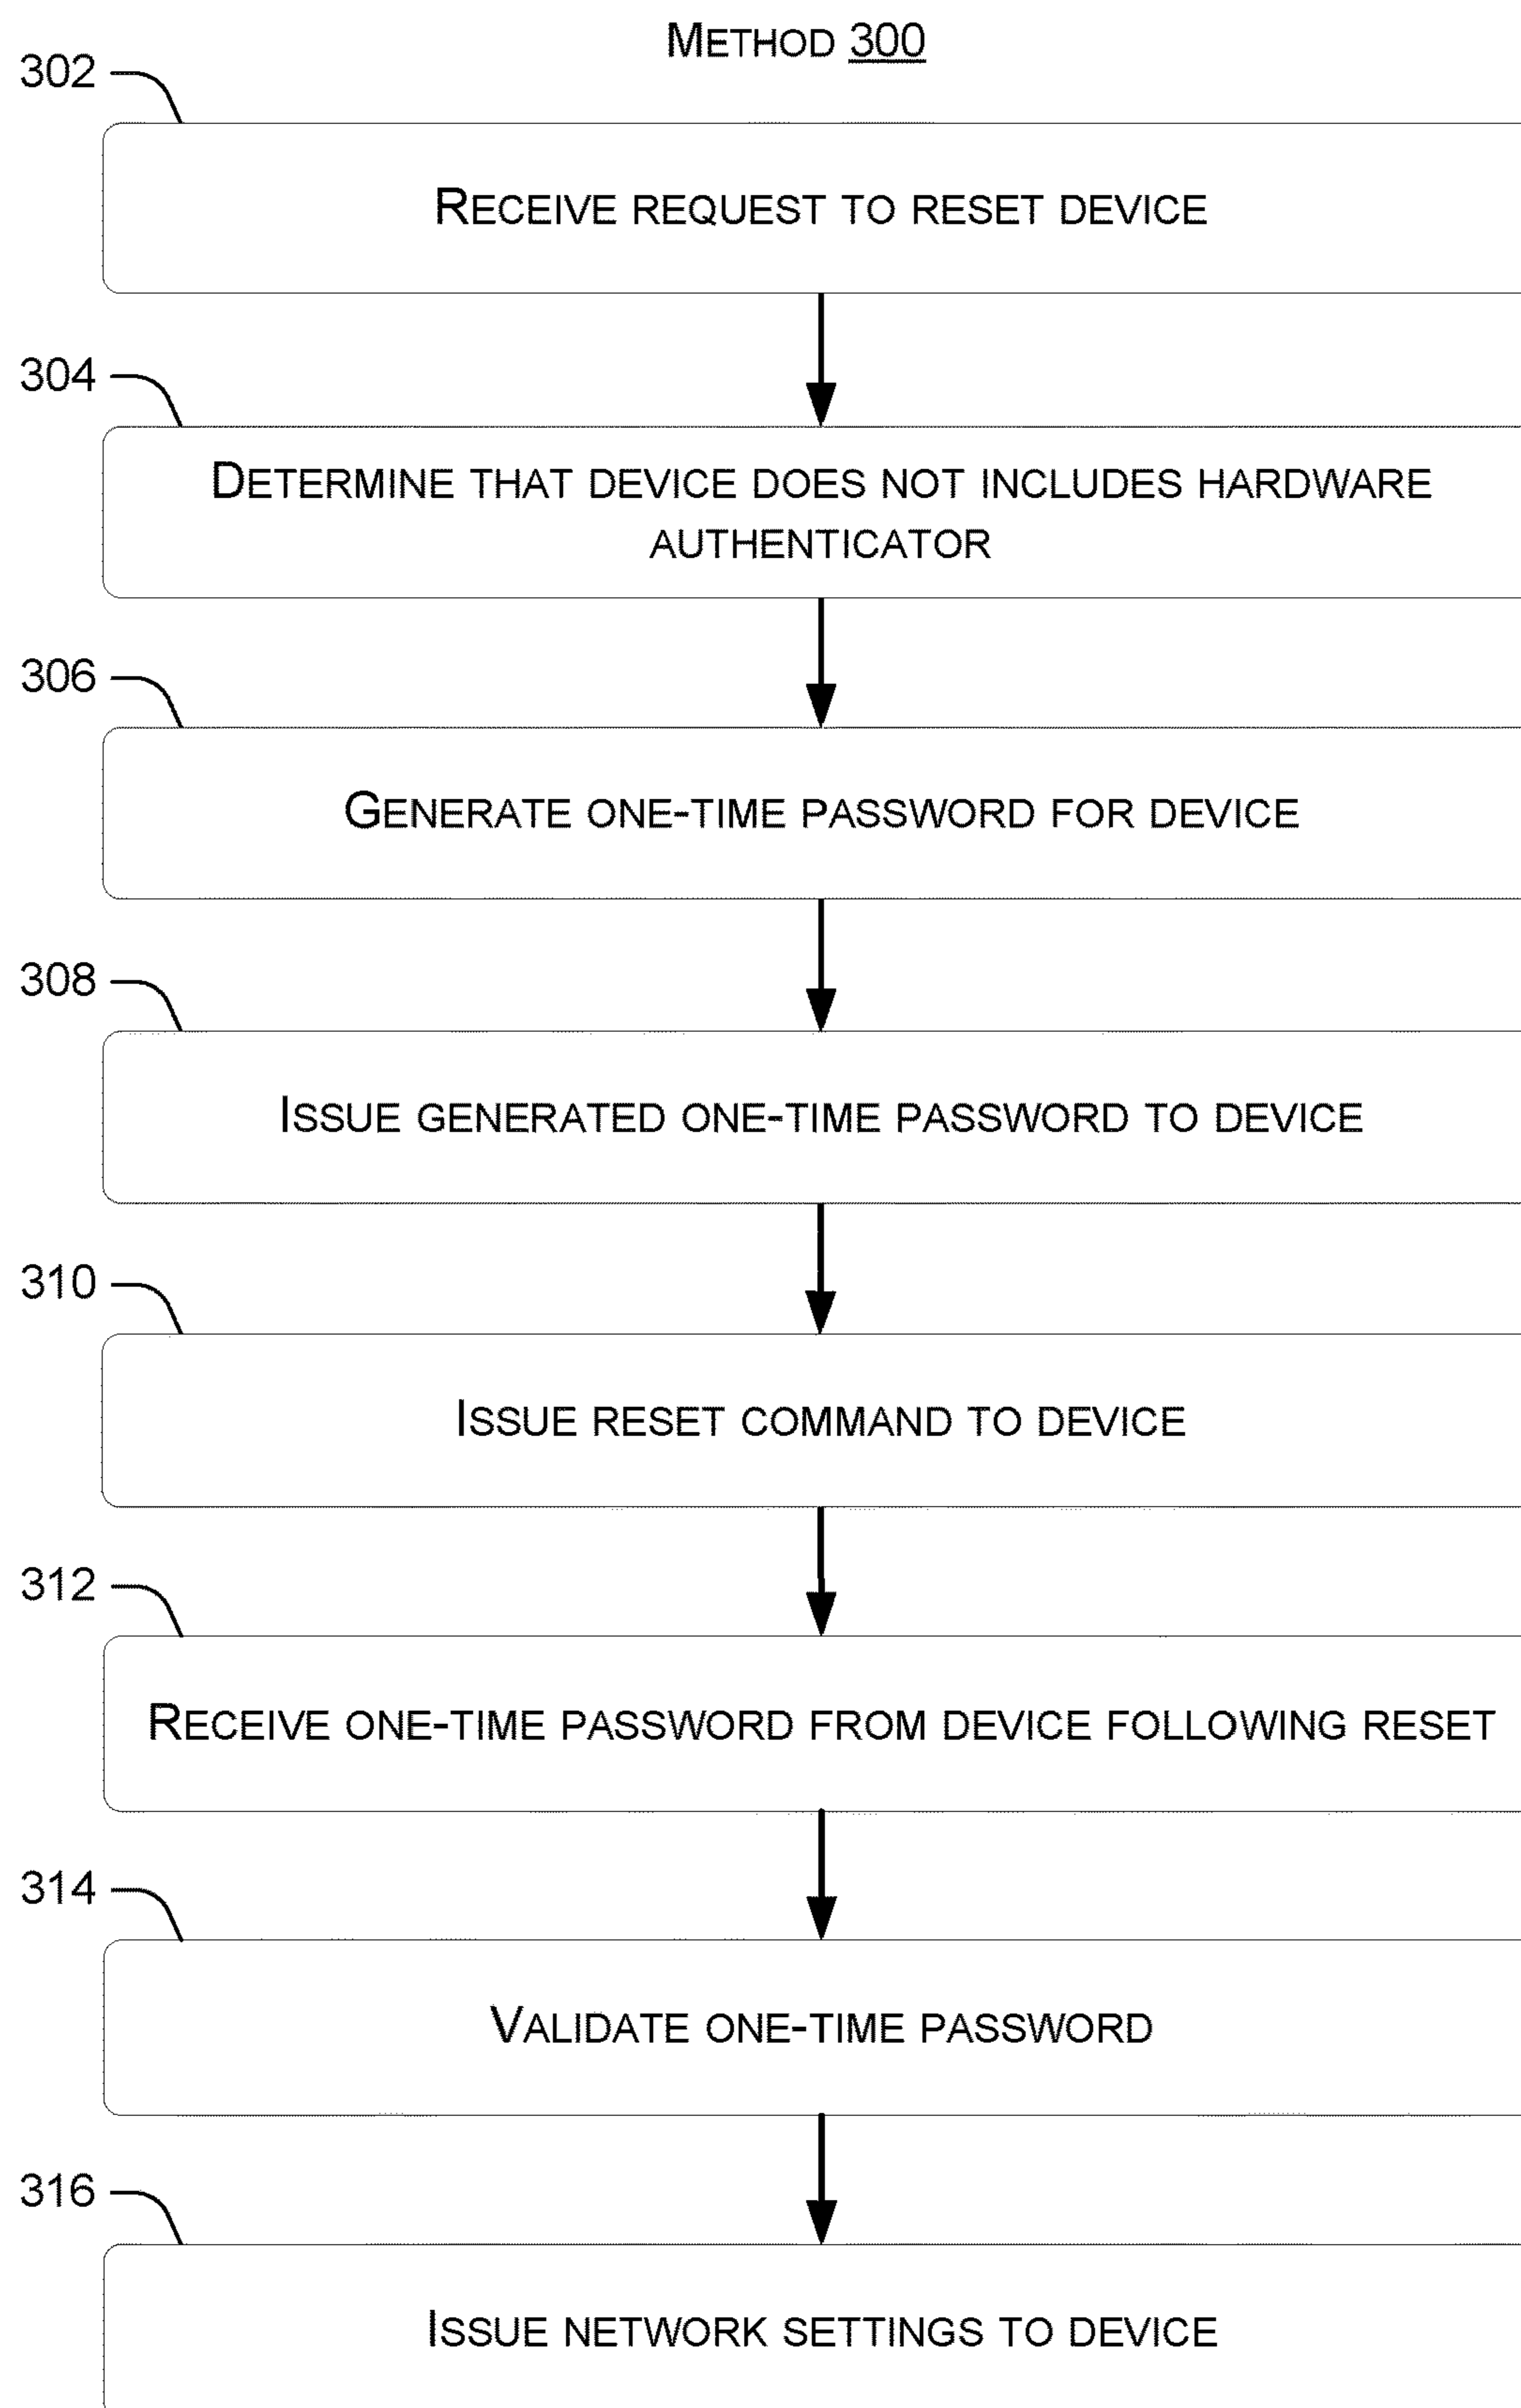 METHOD 300
302
RECEIVE REQUEST TO RESET DEVICE
304
DETERMINE THAT DEVICE DOES NOT INCLUDES HARDWARE
AUTHENTICATOR
306
GENERATE ONE-TIME PASSWORD FOR DEVICE
308
ISSUE GENERATED ONE-TIME PASSWORD TO DEVICE
310
ISSUE RESET COMMAND TO DEVICE
312
RECEIVE ONE-TIME PASSWORD FROM DEVICE FOLLOWING RESET
314
VALIDATE ONE-TIME PASSWORD
316
ISSUE NETWORK SETTINGS TO DEVICE